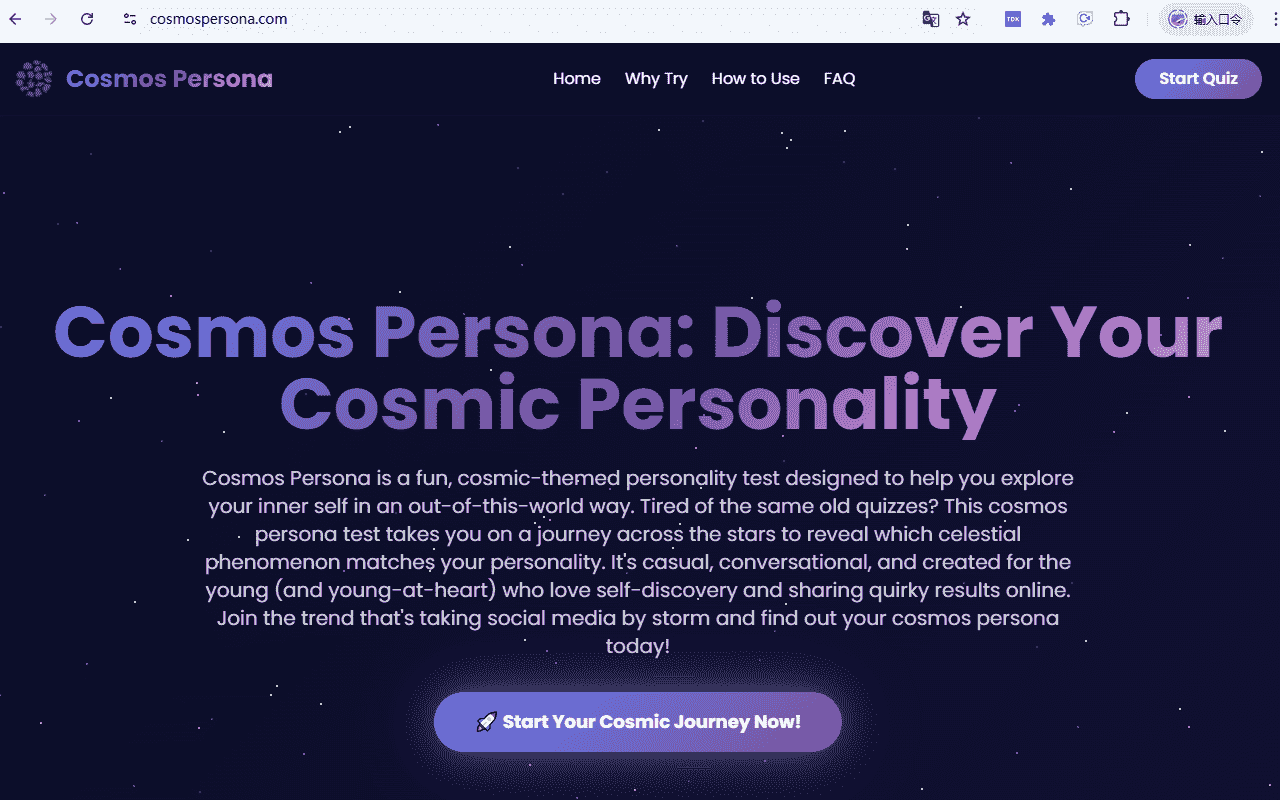 cosmospersona.com
TDK
输入口令
Cosmos Persona
Home
Why Try
How to Use
FAQ
Start Quiz
Cosmos Persona: Discover Your
Cosmic Personality
Cosmos Persona is a fun, cosmic-themed personality test designed to help you explore
your inner self in an out-of-this-world way. Tired of the same old quizzes? This cosmos
persona test takes you on a journey across the stars to reveal which celestial
phenomenon matches your personality. It's casual, conversational, and created for the
young (and young-at-heart) who love self-discovery and sharing quirky results online.
Join the trend that's taking social media by storm and find out your cosmos persona
today!
🚀 Start Your Cosmic Journey Now!